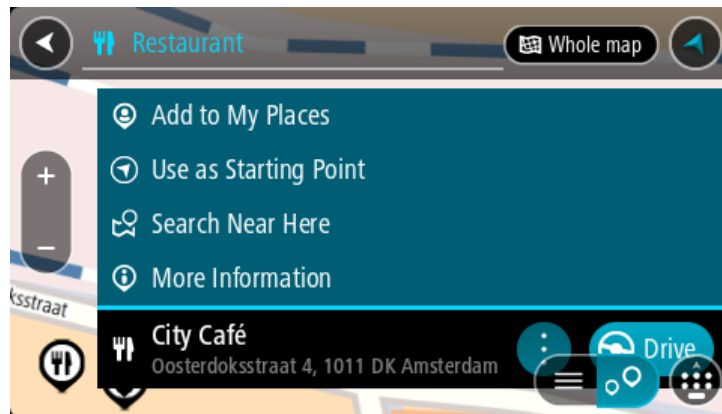 Restaurant
Whole map
Add to My Places
Use as Starting Point
Search Near Here
More Information
ksstraat
City Café
Oosterdoksstraat 4, 1011 DK Amsterdam
Drive